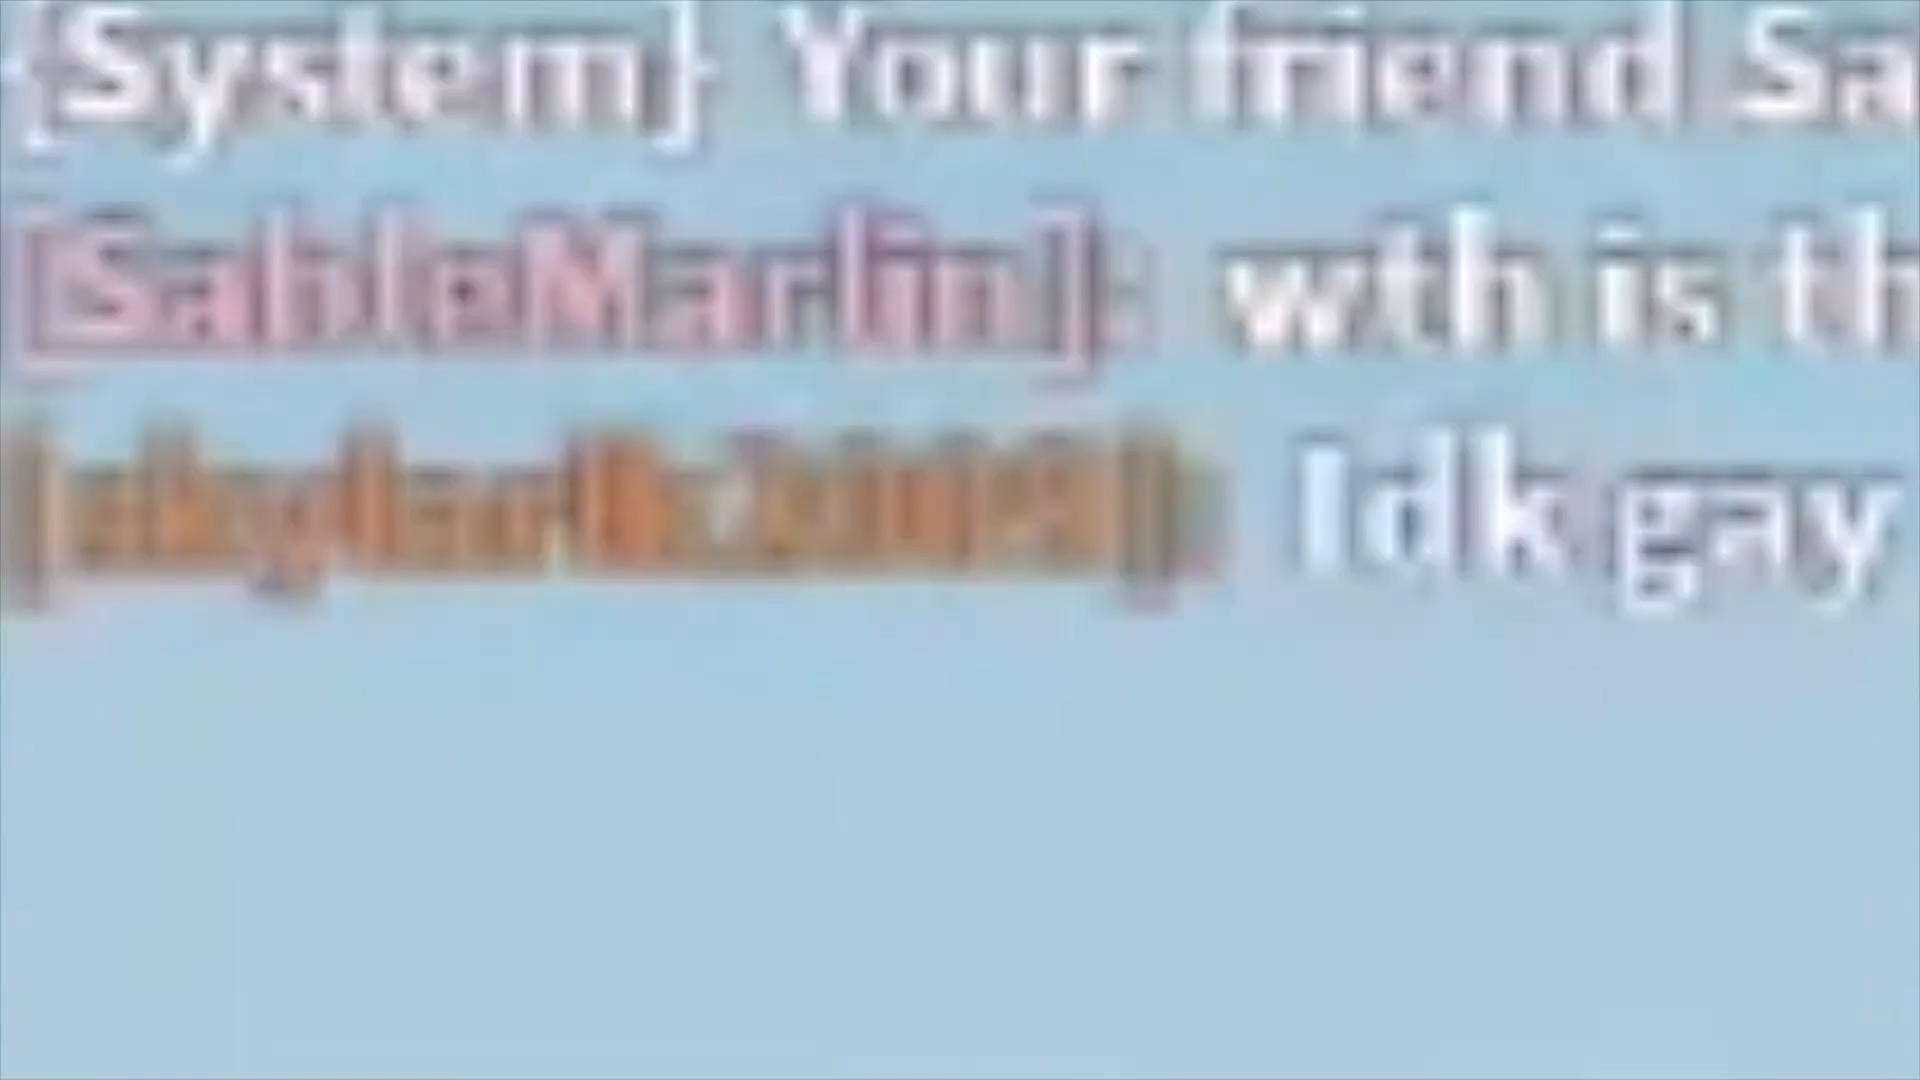 {System} Your friend Sa
[SableMarlin]: wth is th
Idk gay